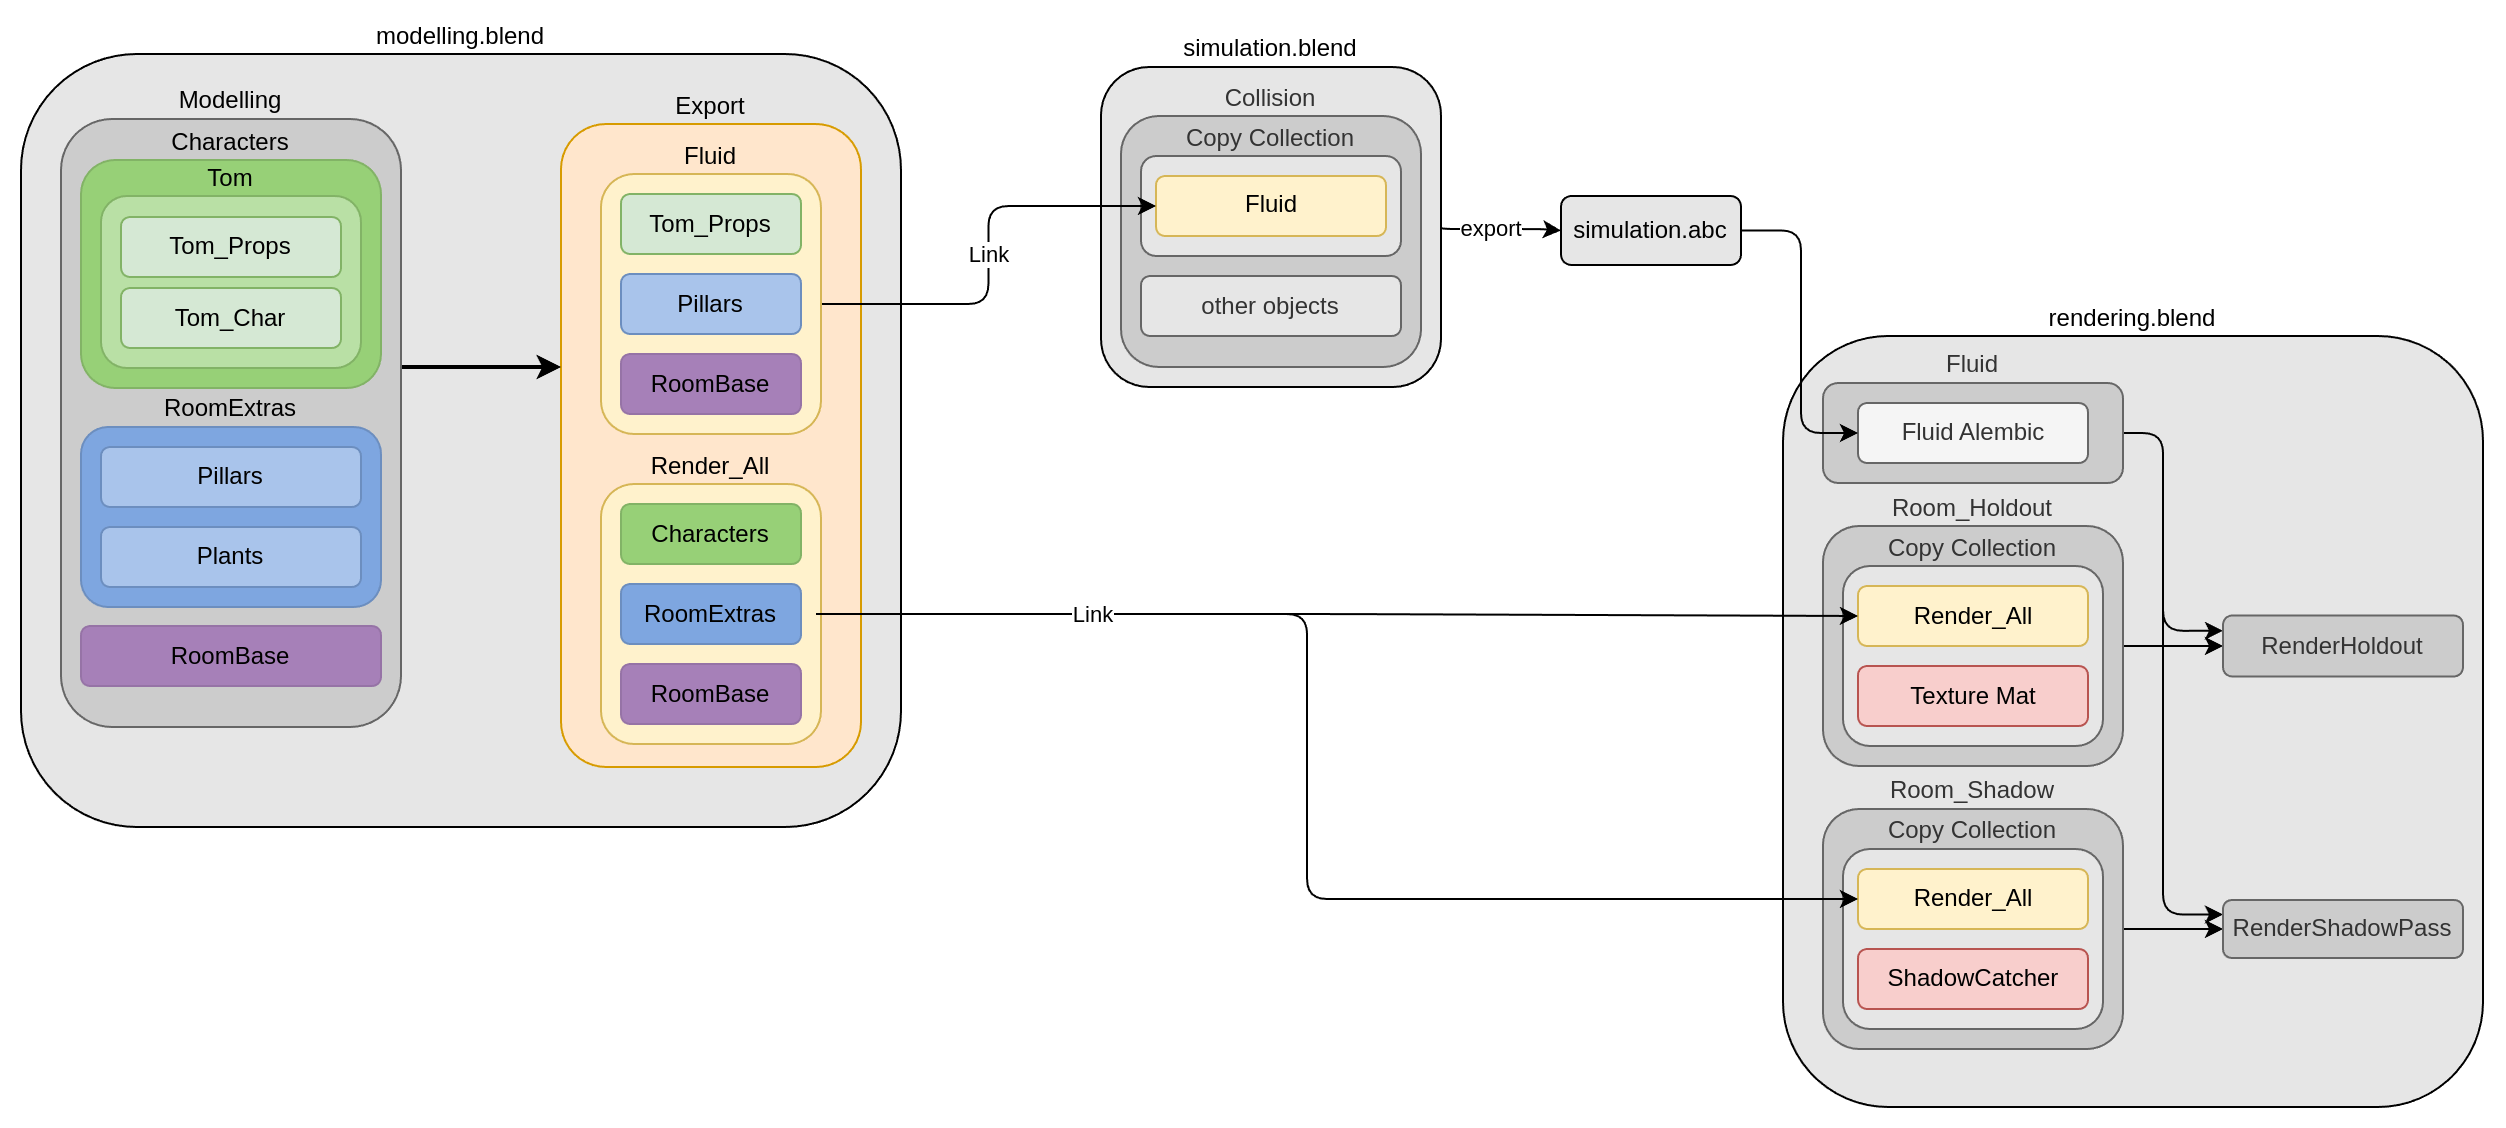 modelling.blend
Modelling
Characters
Tom
Tom_Props
Tom_Char
RoomExtras
Pillars
Plants
RoomBase
Export
Fluid
Tom_Props
Pillars
RoomBase
Render_All
Characters
RoomExtras
RoomBase
Link
Link
simulation.blend
Collision
Copy Collection
Fluid
other objects
export
simulation.abc
rendering.blend
Fluid
Fluid Alembic
Room_Holdout
Copy Collection
Render_All
Texture Mat
Room_Shadow
Copy Collection
Render_All
ShadowCatcher
RenderHoldout
RenderShadowPass